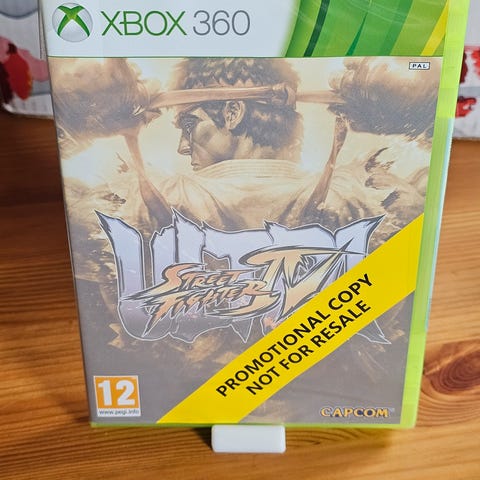 XBOX 360
PAL
ULTRA
STREET
FIGHTER IV
PROMOTIONAL COPY
NOT FOR RESALE
12
www.pegi.info
CAPCOM